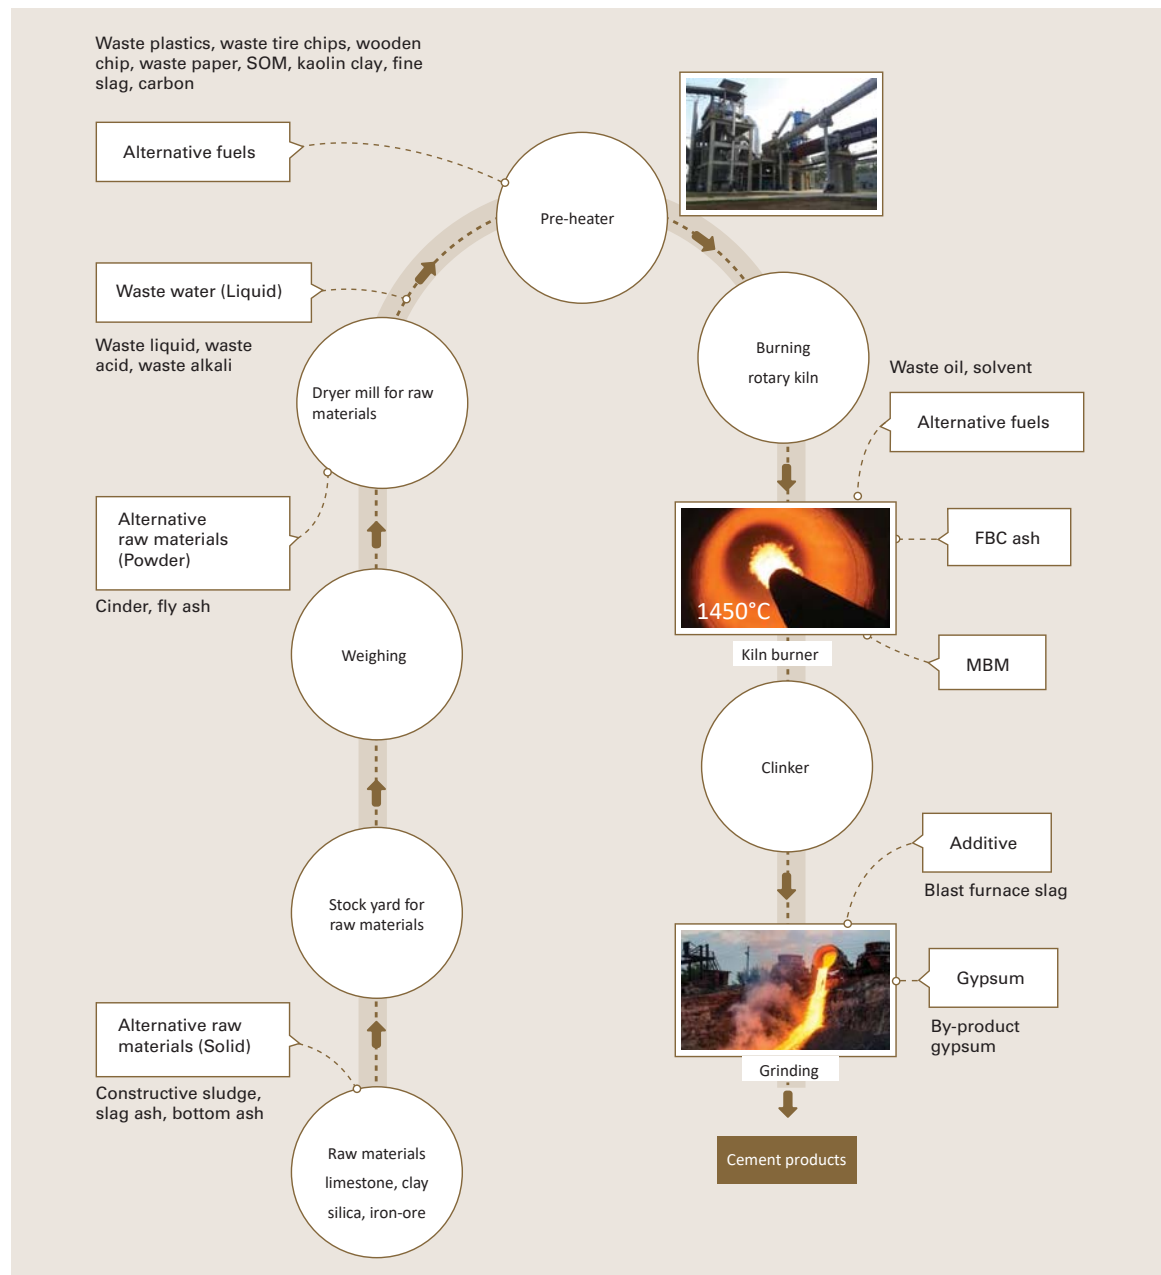 Waste plastics, waste tire chips, wooden
chip, waste paper, SOM, kaolin clay, fine
slag, carbon
Alternative fuels
Pre-heater
Waste water (Liquid)
Waste liquid, waste
acid, waste alkali
Dryer mill for raw
materials
Burning
rotary kiln
Waste oil, solvent
Alternative fuels
Alternative
raw materials
(Powder)
Cinder, fly ash
FBC ash
1450°C
Kiln burner
MBM
Weighing
Clinker
Additive
Blast furnace slag
Stock yard for
raw materials
Gypsum
By-product
gypsum
Grinding
Alternative raw
materials (Solid)
Constructive sludge,
slag ash, bottom ash
Raw materials
limestone, clay
silica, iron-ore
Cement products